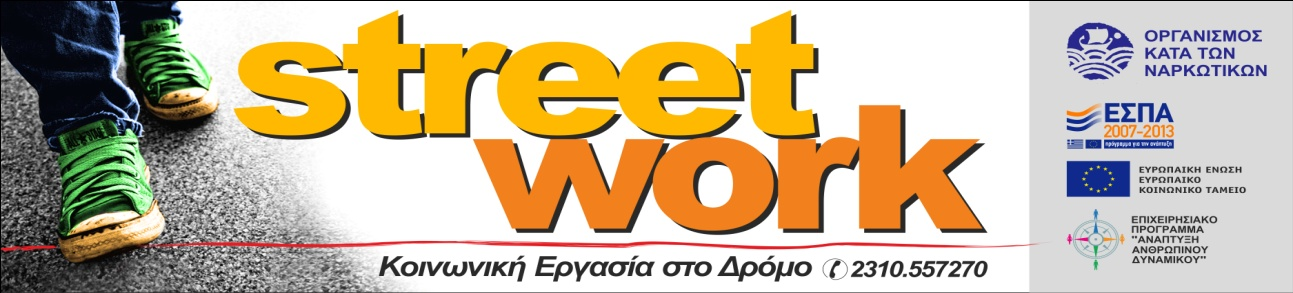 street
work
Κοινωνική Εργασία στο Δρόμο 2310.557270
ΟΡΓΑΝΙΣΜΟΣ
ΚΑΤΑ ΤΩΝ
ΝΑΡΚΩΤΙΚΩΝ
ΕΣΠΑ
2007-2013
πρόγραμμα για την ανάπτυξη
ΕΥΡΩΠΑΙΚΗ ΕΝΩΣΗ
ΕΥΡΩΠΑΙΚΟ
ΚΟΙΝΩΝΙΚΟ ΤΑΜΕΙΟ
ΕΠΙΧΕΙΡΗΣΙΑΚΟ
ΠΡΟΓΡΑΜΜΑ
"ΑΝΑΠΤΥΞΗ
ΑΝΘΡΩΠΙΝΟΥ
ΔΥΝΑΜΙΚΟΥ"